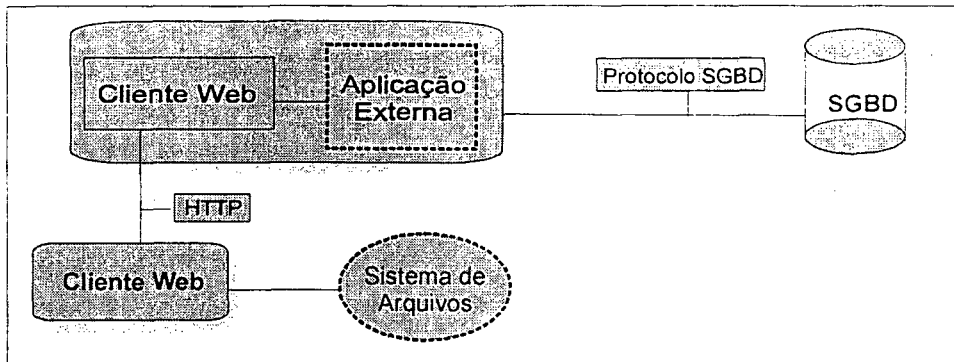 Cliente Web
Aplicação
Externa
Protocolo SGBD
SGBD
HTTP
Cliente Web
Sistema de
Arquivos